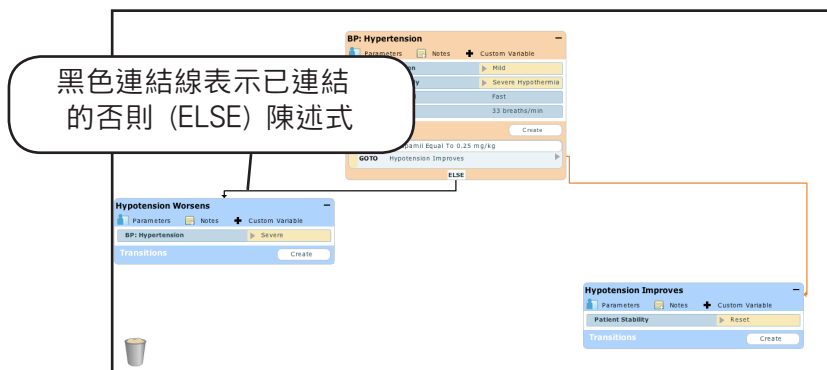 BP: Hypertension
Parameters Notes Custom Variable
Mild
Severe Hypothermia
Fast
33 breaths/min
黑色連結線表示已連結
的否則 (ELSE) 陳述式
Create
Equal To 0.25 mg/kg
GOTO Hypotension Improves
ELSE
Hypotension Worsens
Parameters Notes Custom Variable
BP: Hypertension Severe
Transitions Create
Hypotension Improves
Parameters Notes Custom Variable
Patient Stability Reset
Transitions Create